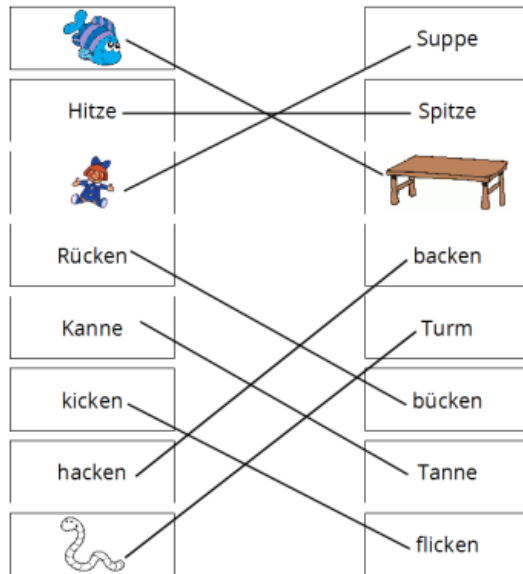 Suppe
Hitze Spitze
Rücken backen
Kanne Turm
kicken bücken
hacken Tanne
flicken